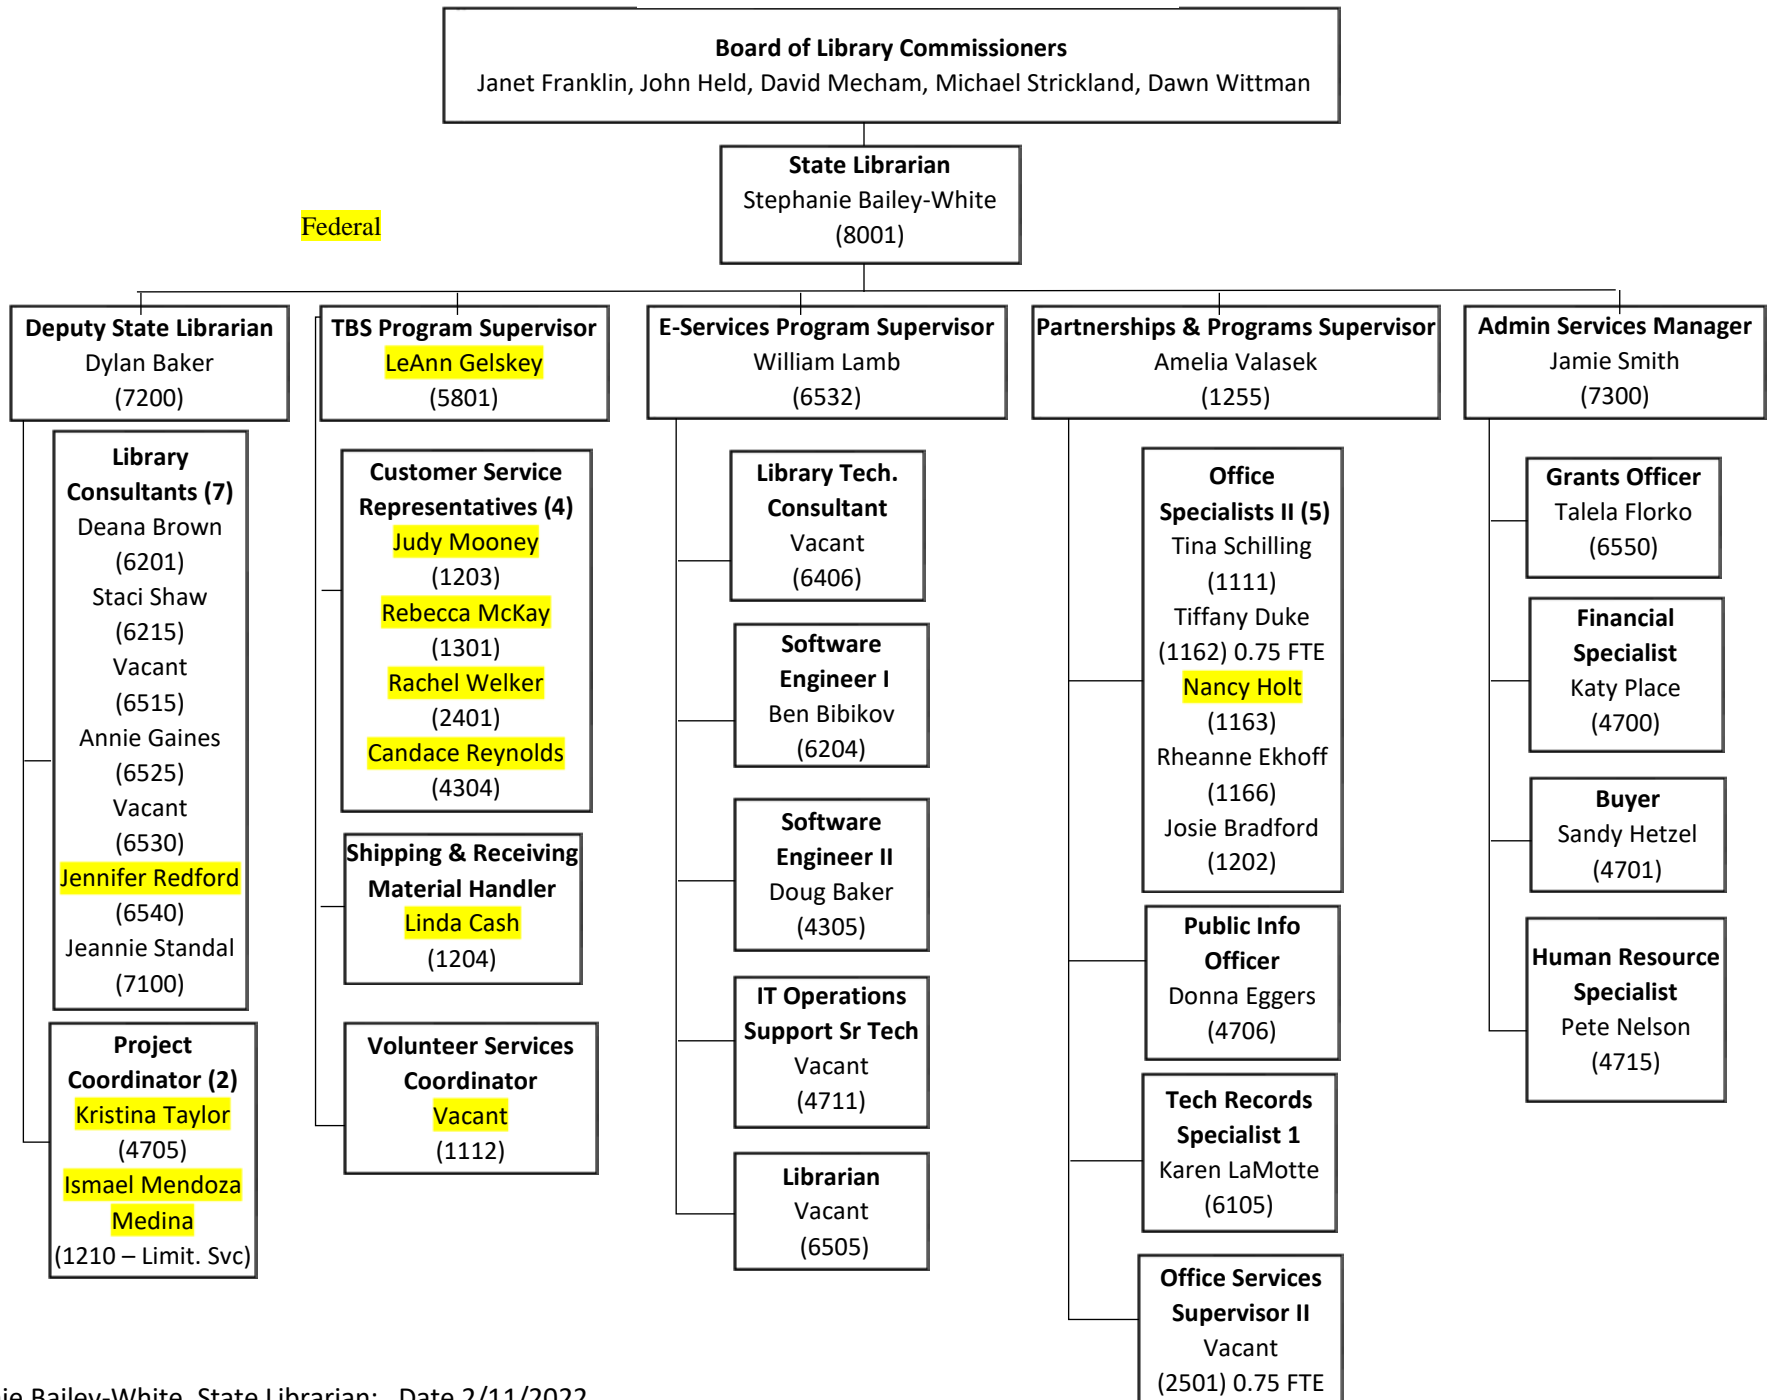 Board of Library Commissioners
Janet Franklin, John Held, David Mecham, Michael Strickland, Dawn Wittman
State Librarian
Stephanie Bailey-White
(8001)
Federal
Deputy State Librarian
Dylan Baker
(7200)
Library
Consultants (7)
Deana Brown
(6201)
Staci Shaw
(6215)
Vacant
(6515)
Annie Gaines
(6525)
Vacant
(6530)
Jennifer Redford
(6540)
Jeannie Standal
(7100)
Project
Coordinator (2)
Kristina Taylor
(4705)
Ismael Mendoza
Medina
(1210 – Limit. Svc)
TBS Program Supervisor
LeAnn Gelskey
(5801)
Customer Service
Representatives (4)
Judy Mooney
(1203)
Rebecca McKay
(1301)
Rachel Welker
(2401)
Candace Reynolds
(4304)
Shipping & Receiving
Material Handler
Linda Cash
(1204)
Volunteer Services
Coordinator
Vacant
(1112)
E-Services Program Supervisor
William Lamb
(6532)
Library Tech.
Consultant
Vacant
(6406)
Software
Engineer I
Ben Bibikov
(6204)
Software
Engineer II
Doug Baker
(4305)
IT Operations
Support Sr Tech
Vacant
(4711)
Librarian
Vacant
(6505)
Partnerships & Programs Supervisor
Amelia Valasek
(1255)
Office
Specialists II (5)
Tina Schilling
(1111)
Tiffany Duke
(1162) 0.75 FTE
Nancy Holt
(1163)
Rheanne Ekhoff
(1166)
Josie Bradford
(1202)
Public Info
Officer
Donna Eggers
(4706)
Tech Records
Specialist 1
Karen LaMotte
(6105)
Office Services
Supervisor II
Vacant
(2501) 0.75 FTE
Admin Services Manager
Jamie Smith
(7300)
Grants Officer
Talela Florko
(6550)
Financial
Specialist
Katy Place
(4700)
Buyer
Sandy Hetzel
(4701)
Human Resource
Specialist
Pete Nelson
(4715)
Bailey-White, State Librarian: Date 2/11/2022